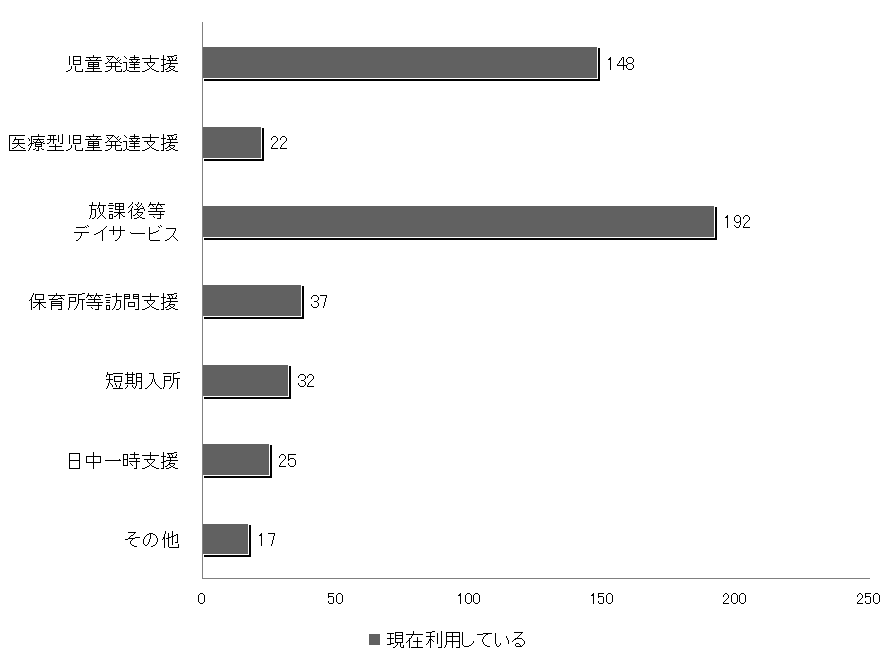 児童発達支援
148
医療型児童発達支援
22
放課後等
デイサービス
192
保育所等訪問支援
37
短期入所
32
日中一時支援
25
その他
17
0 50 100 150 200 250
現在利用している